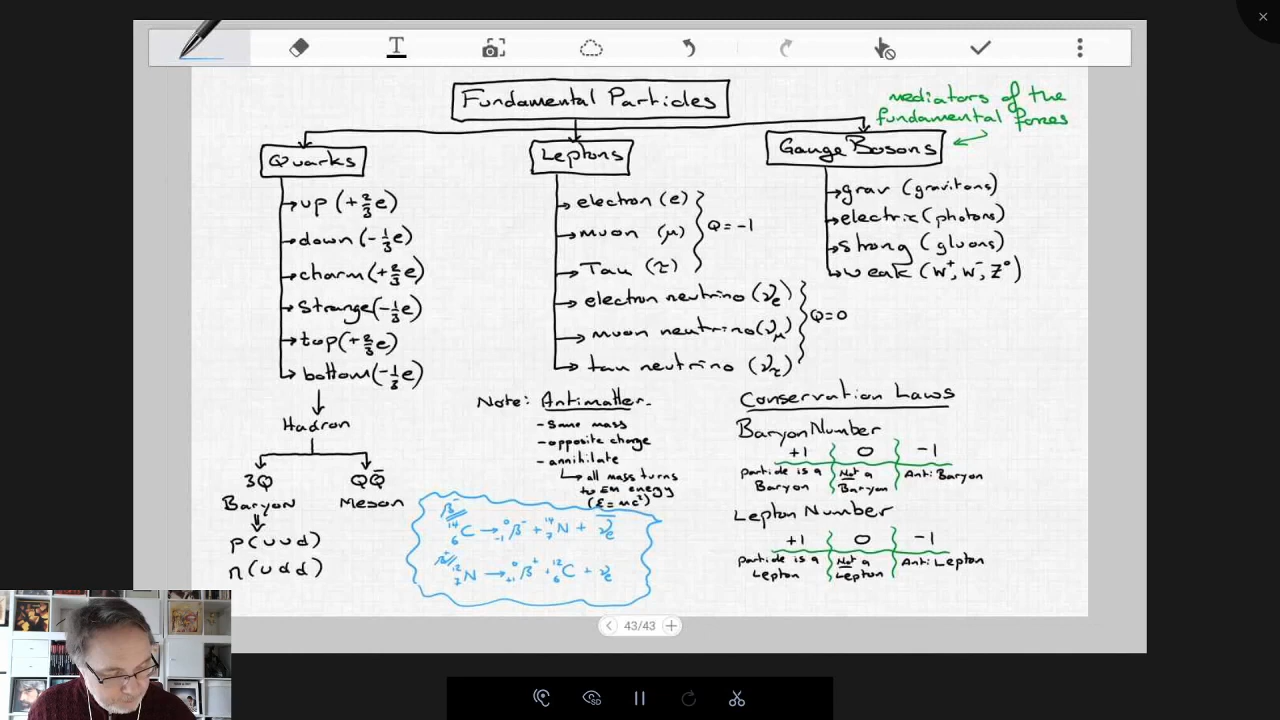 T
Fundamental Particles
mediators of the
fundamental forces
Quarks
up (+2/3e)
down (-1/3e)
charm (+2/3e)
strange (-1/3e)
top (+2/3e)
bottom (-1/3e)
Hadron
3Q
Baryon
QQ̄
Meson
p(uud)
n(udd)
Leptons
electron (e)
muon (μ)
Tau (τ)
Q = -1
electron neutrino (νe)
muon neutrino (νμ)
tau neutrino (ντ)
Q = 0
Gauge Bosons
grav (gravitons)
electric (photons)
strong (gluons)
weak (W⁺, W⁻, Z⁰)
Note: Antimatter.
- Same mass
- opposite charge
- annihilate
all mass turns
to EM energy
(E = mc²)
β⁻
¹⁴₆C → ⁰₋₁β⁻ + ¹⁴₇N + ν̄e
β⁺
¹²₇N → ⁰₊₁β⁺ + ¹²₆C + νe
Conservation Laws
Baryon Number
+1 0 -1
particle is a Baryon
Not a Baryon
Anti Baryon
Lepton Number
+1 0 -1
particle is a Lepton
Not a Lepton
Anti Lepton
43/43
SD